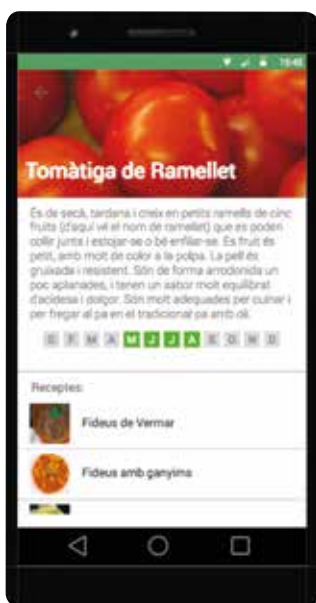 Tomàtiga de Ramellet
És de secà, tardana i creix en petits ramells de cinc
fruits (d'aquí vé el nom de ramellet) que es poden
collir junts i estojar-se o bé enfilar-se. Es fruit és
petit, amb molt de color a la polpa. La pell és
gruixada i resistent. Són de forma arrodonida un
poc aplanades, i tenen un sabor molt equilibrat
d'acidesa i dolçor. Són molt adequades per cuinar i
per fregar al pa en el tradicional pa amb oli.
E F M A M J J A S O N D
Receptes:
Fideus de Vermar
Fideus amb ganyims